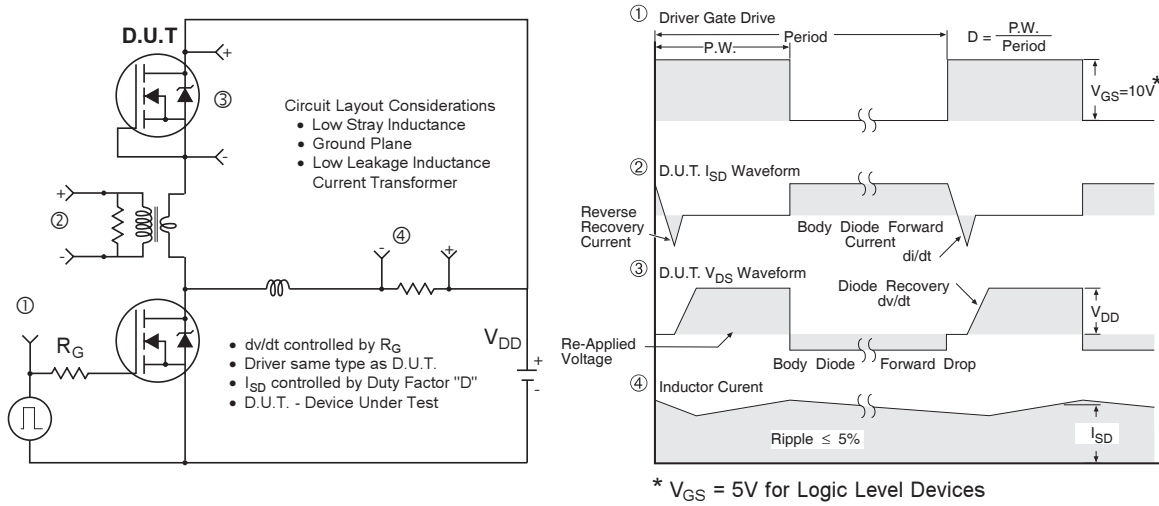 D.U.T
+
③
-
Circuit Layout Considerations
• Low Stray Inductance
• Ground Plane
• Low Leakage Inductance
Current Transformer
+
②
-
④
- +
①
R_G
V_DD
+
-
• dv/dt controlled by R_G
• Driver same type as D.U.T.
• I_SD controlled by Duty Factor "D"
• D.U.T. - Device Under Test
① Driver Gate Drive
P.W.
Period
D = P.W.
Period
V_GS=10V*
② D.U.T. I_SD Waveform
Reverse
Recovery
Current
Body Diode Forward
Current
di/dt
③ D.U.T. V_DS Waveform
Diode Recovery
dv/dt
V_DD
Re-Applied
Voltage
Body Diode Forward Drop
④ Inductor Curent
Ripple ≤ 5%
I_SD
* V_GS = 5V for Logic Level Devices